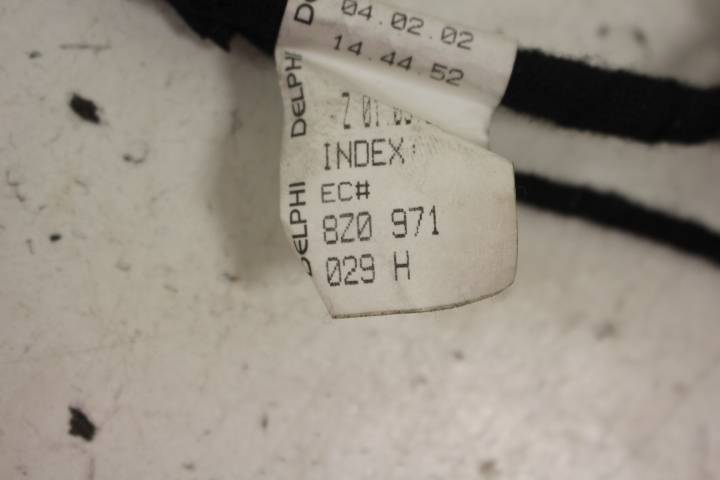 04.02.02
14.44.52
DELPHI
INDEX:
EC#
DELPHI
8Z0 971
029 H